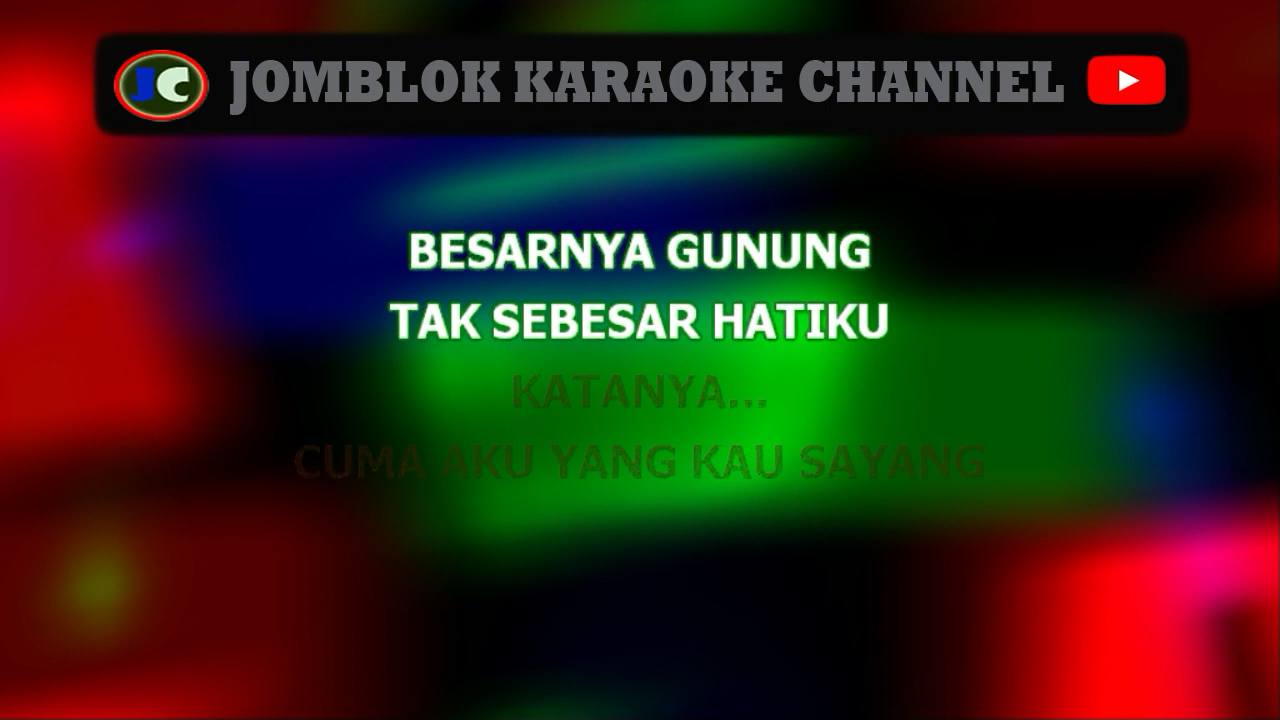 JC JOMBLOK KARAOKE CHANNEL
BESARNYA GUNUNG
TAK SEBESAR HATIKU
KATANYA...
CUMA AKU YANG KAU SAYANG